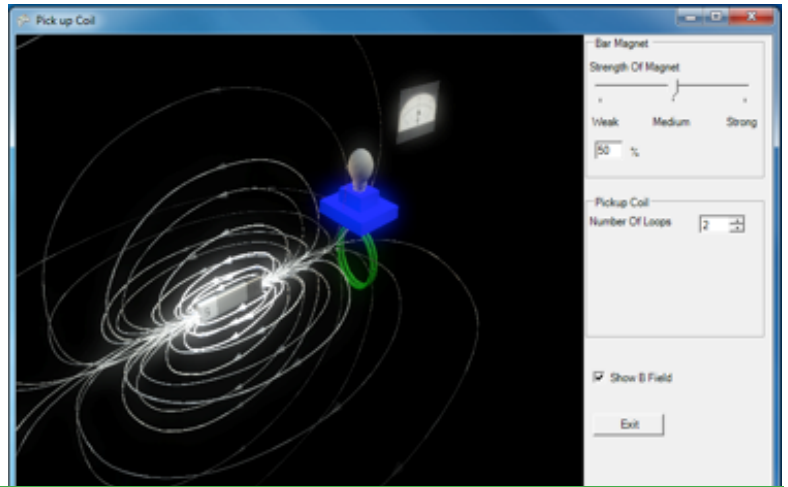 Pick up Coil
Bar Magnet
Strength Of Magnet
Weak Medium Strong
50 %
Pickup Coil
Number Of Loops 2
Show B Field
Exit